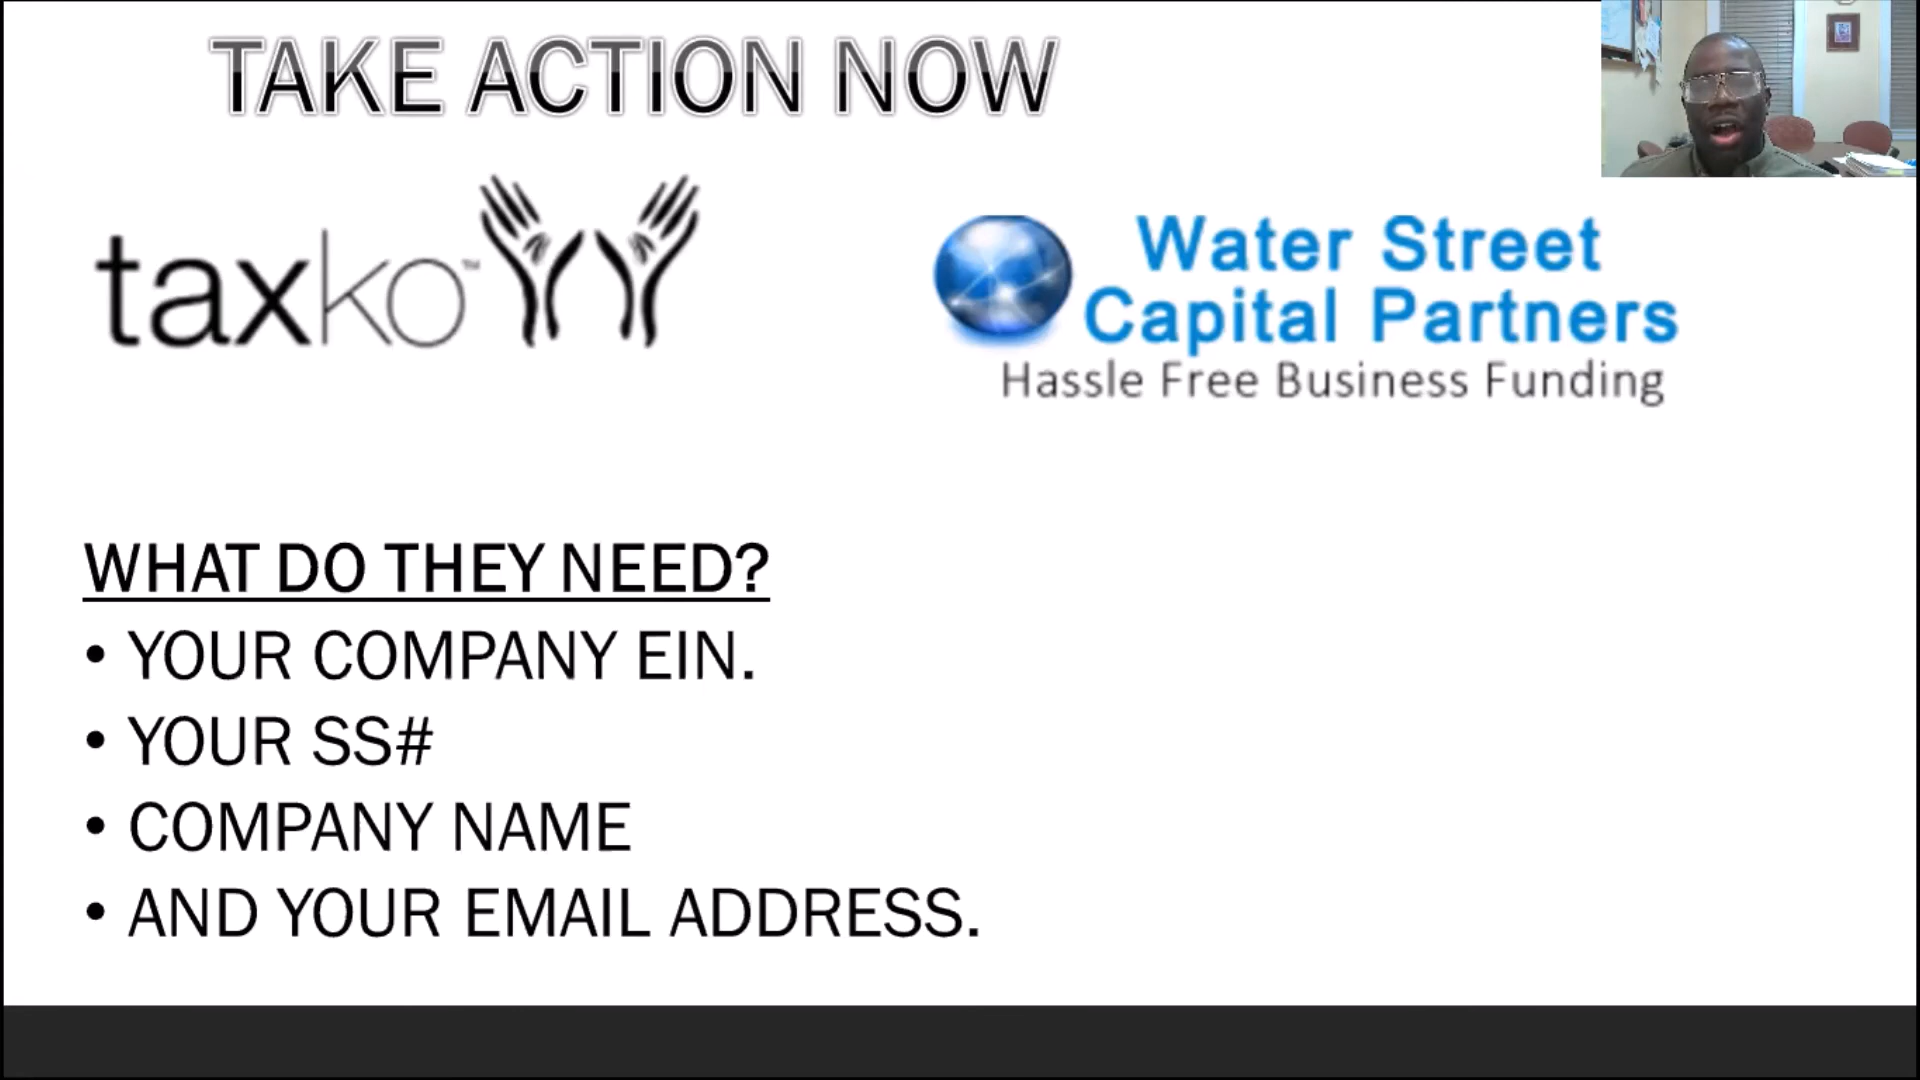 TAKE ACTION NOW
taxko™
Water Street
Capital Partners
Hassle Free Business Funding
WHAT DO THEY NEED?
• YOUR COMPANY EIN.
• YOUR SS#
• COMPANY NAME
• AND YOUR EMAIL ADDRESS.